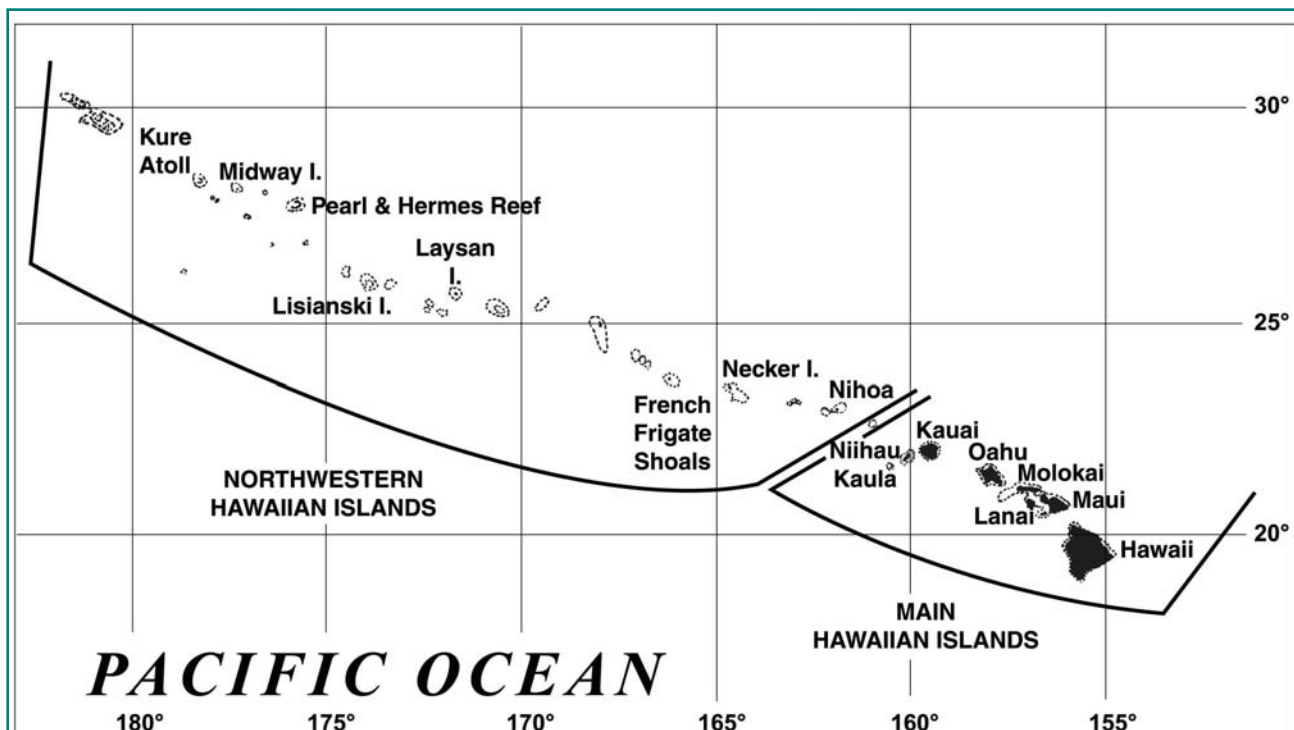 30°
Kure
Atoll
Midway I.
Pearl & Hermes Reef
Laysan
I.
Lisianski I.
25°
Necker I.
Nihoa
French
Frigate
Shoals
Kauai
Niihau
Kaula
Oahu
Molokai
Maui
Lanai
NORTHWESTERN
HAWAIIAN ISLANDS
20°
Hawaii
MAIN
HAWAIIAN ISLANDS
PACIFIC OCEAN
180° 175° 170° 165° 160° 155°